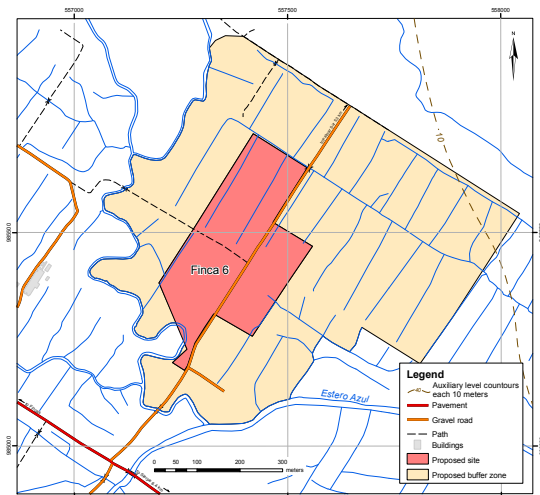 557000
557500
558000
N
10
Finca 6
Estero Azul
Legend
Auxiliary level countours
each 10 meters
Pavement
Gravel road
Path
Buildings
Proposed site
Proposed buffer zone
0 50 100 200 300
meters